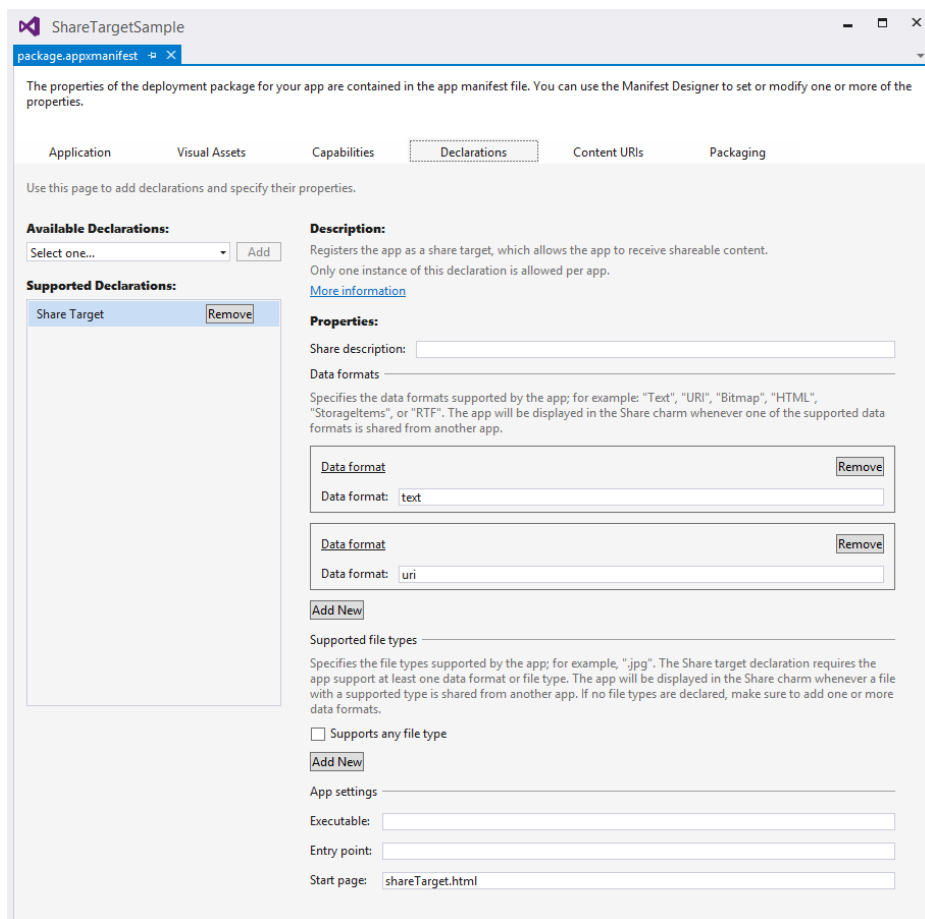 ShareTargetSample
package.appxmanifest
The properties of the deployment package for your app are contained in the app manifest file. You can use the Manifest Designer to set or modify one or more of the
properties.
Application Visual Assets Capabilities Declarations Content URIs Packaging
Use this page to add declarations and specify their properties.
Available Declarations:
Select one... Add
Supported Declarations:
Share Target Remove
Description:
Registers the app as a share target, which allows the app to receive shareable content.
Only one instance of this declaration is allowed per app.
More information
Properties:
Share description:
Data formats
Specifies the data formats supported by the app; for example: "Text", "URI", "Bitmap", "HTML",
"StorageItems", or "RTF". The app will be displayed in the Share charm whenever one of the supported data
formats is shared from another app.
Data format Remove
Data format: text
Data format Remove
Data format: uri
Add New
Supported file types
Specifies the file types supported by the app; for example, ".jpg". The Share target declaration requires the
app support at least one data format or file type. The app will be displayed in the Share charm whenever a file
with a supported type is shared from another app. If no file types are declared, make sure to add one or more
data formats.
Supports any file type
Add New
App settings
Executable:
Entry point:
Start page: shareTarget.html